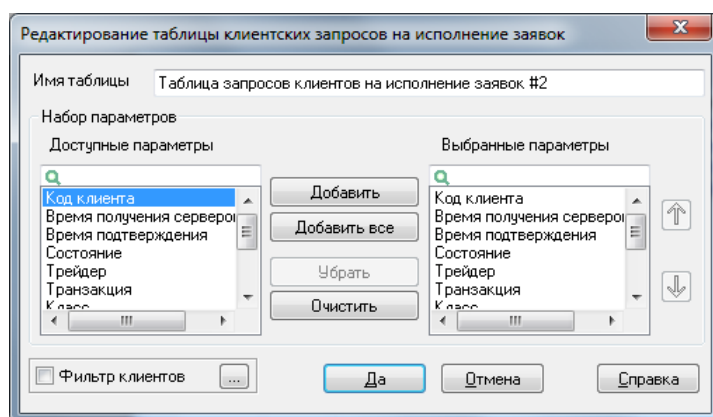 Редактирование таблицы клиентских запросов на исполнение заявок
Имя таблицы
Таблица запросов клиентов на исполнение заявок #2
Набор параметров
Доступные параметры
Код клиента
Время получения серверо
Время подтверждения
Состояние
Трейдер
Транзакция
Класс
Добавить
Добавить все
Убрать
Очистить
Выбранные параметры
Код клиента
Время получения серверо
Время подтверждения
Состояние
Трейдер
Транзакция
Класс
Фильтр клиентов
...
Да
Отмена
Справка